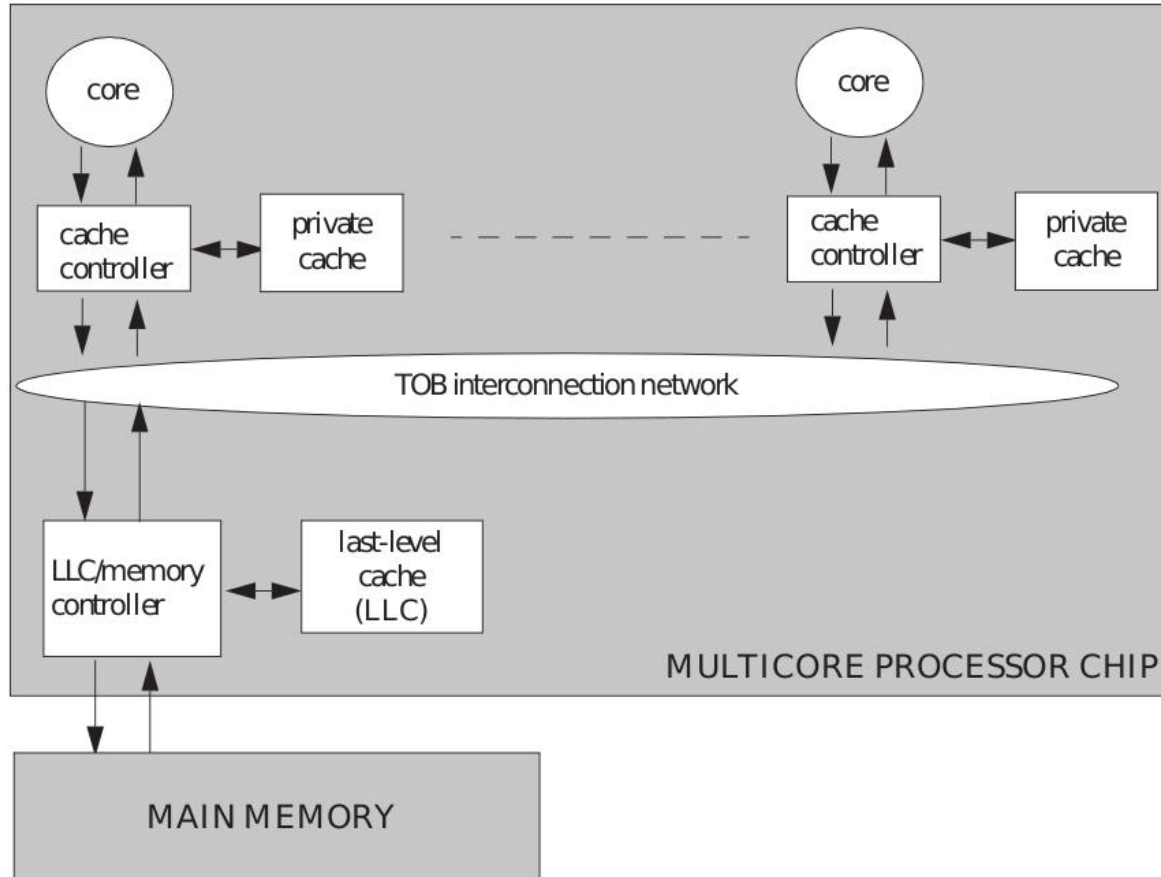 core
core
cache
controller
private
cache
cache
controller
private
cache
TOB interconnection network
LLC/memory
controller
last-level
cache
(LLC)
MULTICORE PROCESSOR CHIP
MAIN MEMORY